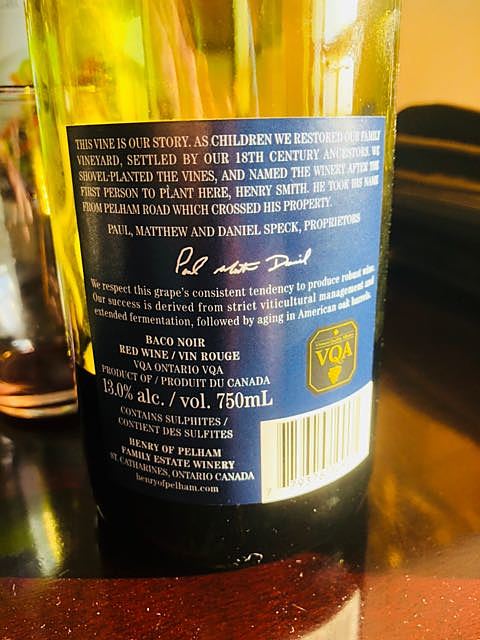 THIS VINE IS OUR STORY. AS CHILDREN WE RESTORED OUR FAMILY
VINEYARD, SETTLED BY OUR 18TH CENTURY ANCESTORS. WE
SHOVEL-PLANTED THE VINES, AND NAMED THE WINERY AFTER THE
FIRST PERSON TO PLANT HERE, HENRY SMITH. HE TOOK HIS NAME
FROM PELHAM ROAD WHICH CROSSED HIS PROPERTY.
PAUL, MATTHEW AND DANIEL SPECK, PROPRIETORS
Paul Matt Daniel
We respect this grape's consistent tendency to produce robust wine.
Our success is derived from strict viticultural management and
extended fermentation, followed by aging in American oak barrels.
BACO NOIR
RED WINE / VIN ROUGE
VQA ONTARIO VQA
PRODUCT OF / PRODUIT DU CANADA
13.0% alc. / vol. 750mL
CONTAINS SULPHITES /
CONTIENT DES SULFITES
HENRY OF PELHAM
FAMILY ESTATE WINERY
ST. CATHARINES, ONTARIO CANADA
henryofpelham.com
VQA